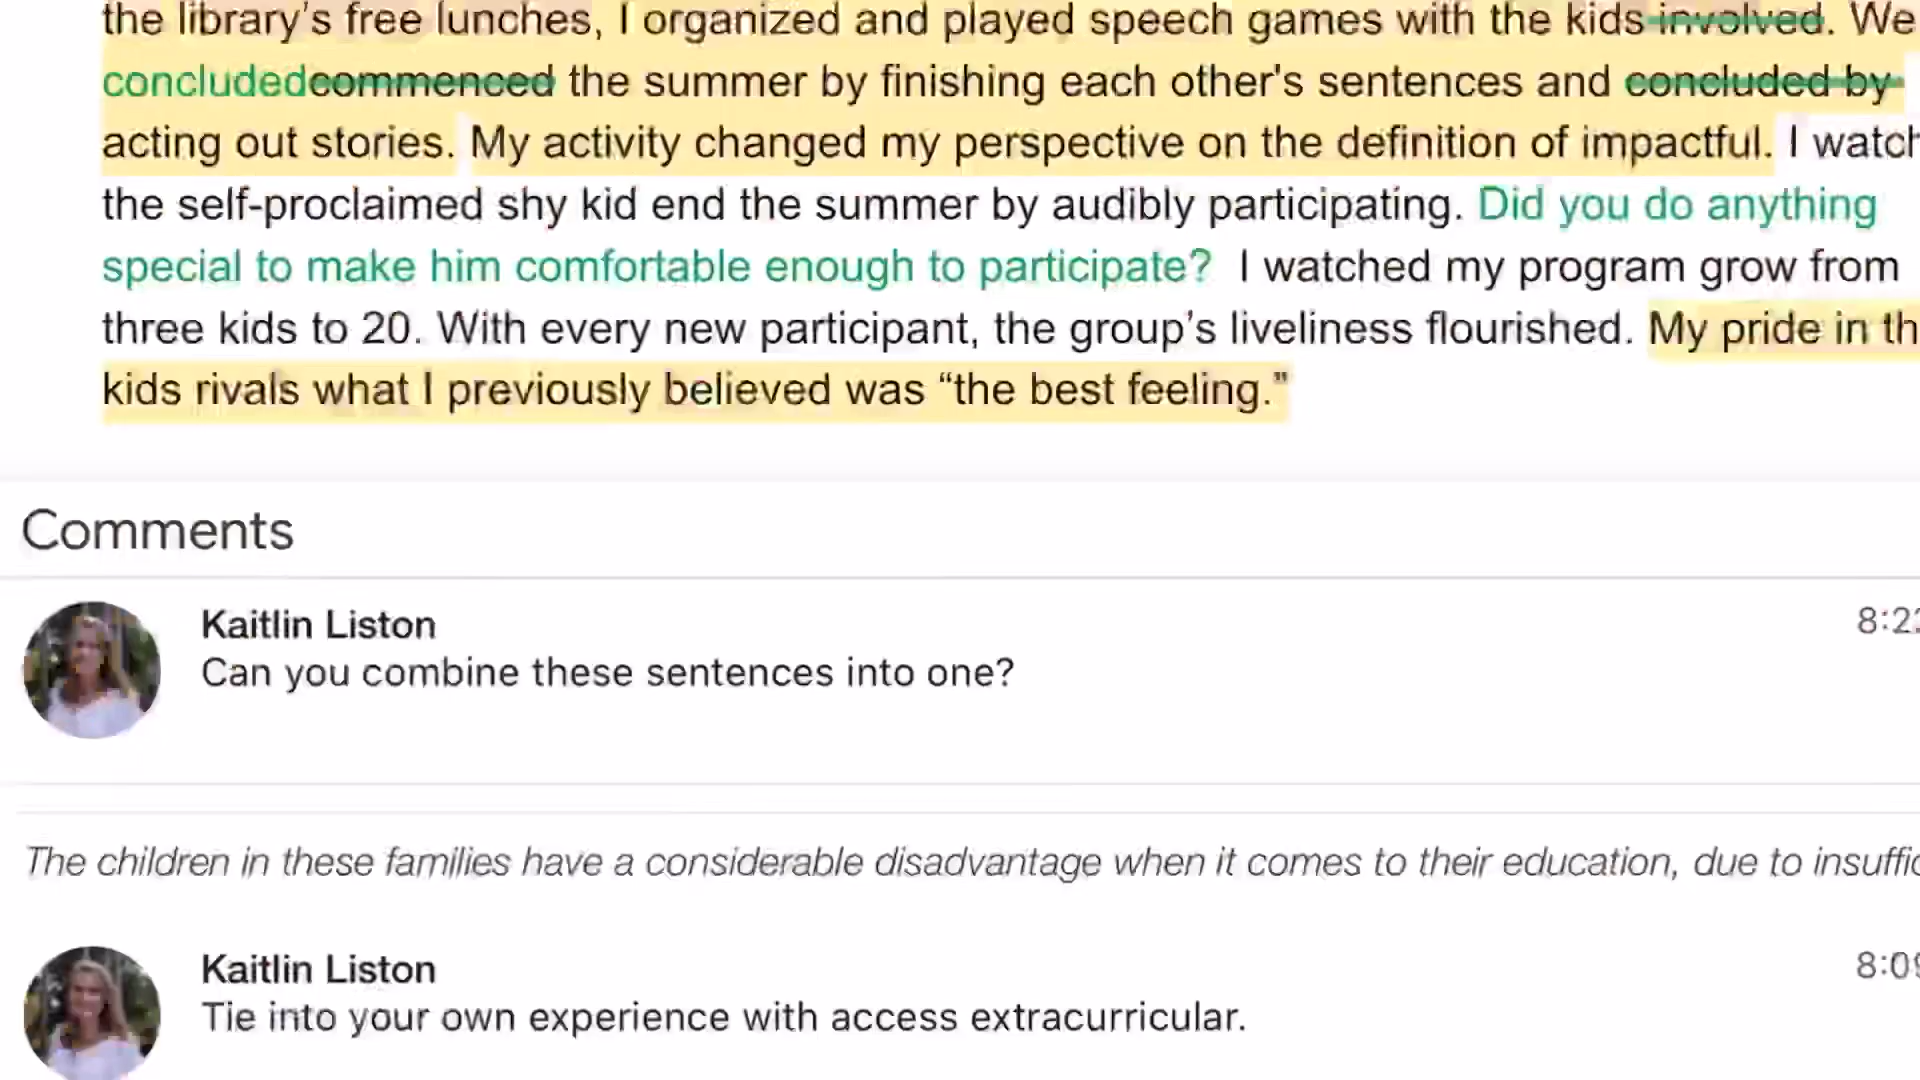 the library’s free lunches, I organized and played speech games with the kids involved. We
concludedcommenced the summer by finishing each other's sentences and concluded by
acting out stories. My activity changed my perspective on the definition of impactful. I watch
the self-proclaimed shy kid end the summer by audibly participating. Did you do anything
special to make him comfortable enough to participate? I watched my program grow from
three kids to 20. With every new participant, the group’s liveliness flourished. My pride in th
kids rivals what I previously believed was “the best feeling.”
Comments
Kaitlin Liston
8:2
Can you combine these sentences into one?
The children in these families have a considerable disadvantage when it comes to their education, due to insuffic
Kaitlin Liston
8:09
Tie into your own experience with access extracurricular.